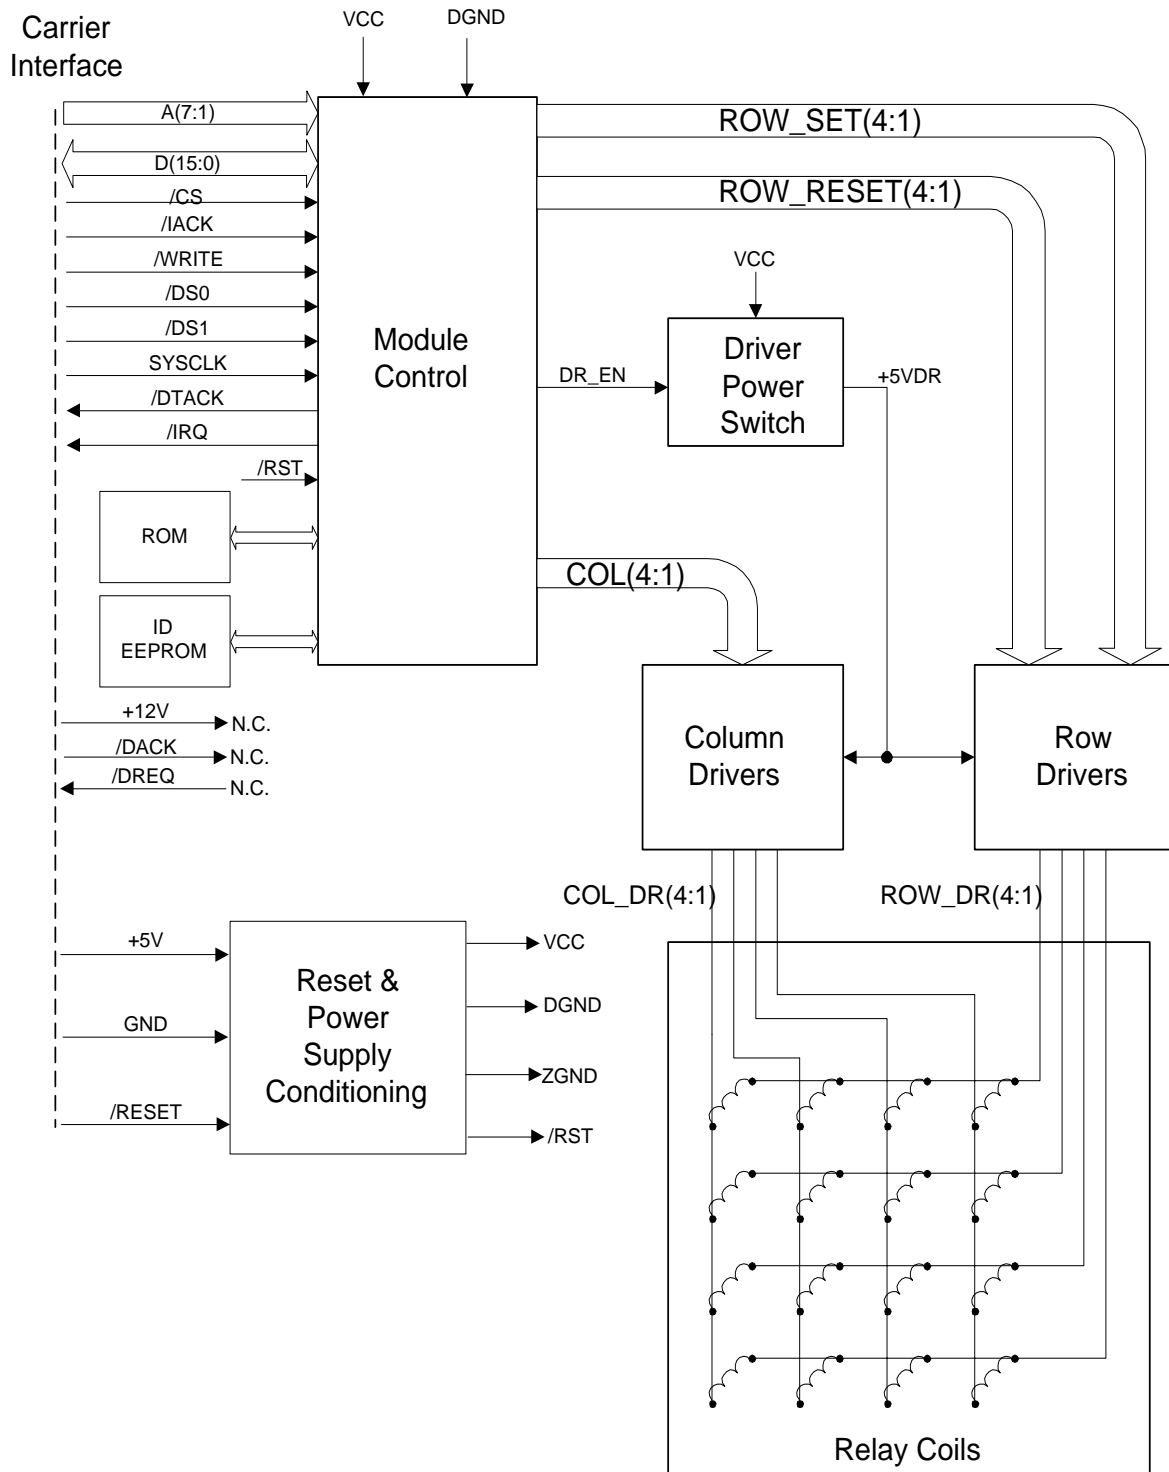 Carrier
Interface
VCC
DGND
A(7:1)
D(15:0)
/CS
/IACK
/WRITE
/DS0
/DS1
SYSCLK
/DTACK
/IRQ
/RST
Module
Control
ROW_SET(4:1)
ROW_RESET(4:1)
VCC
Driver
Power
Switch
DR_EN
+5VDR
ROM
ID
EEPROM
COL(4:1)
+12V
N.C.
/DACK
N.C.
/DREQ
N.C.
Column
Drivers
Row
Drivers
COL_DR(4:1)
ROW_DR(4:1)
+5V
GND
/RESET
Reset &
Power
Supply
Conditioning
VCC
DGND
ZGND
/RST
Relay Coils